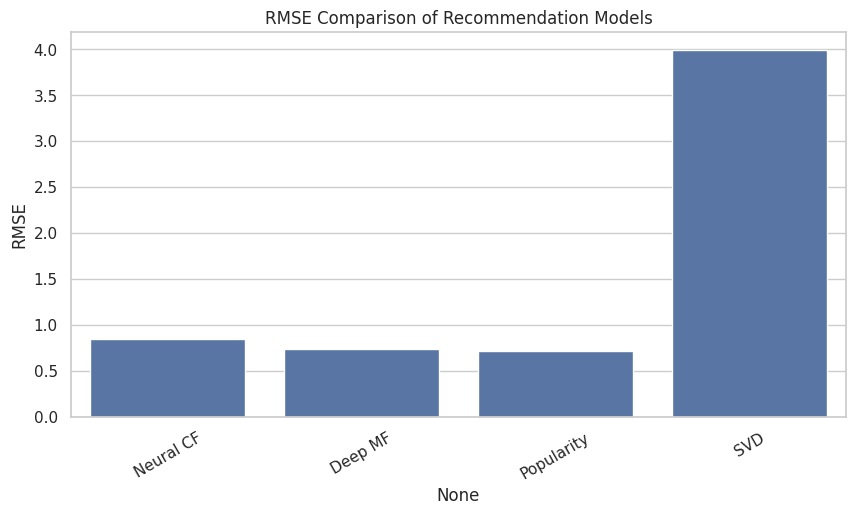 RMSE Comparison of Recommendation Models
4.0
3.5
3.0
2.5
2.0
1.5
1.0
0.5
0.0
RMSE
Neural CF
Deep MF
Popularity
SVD
None